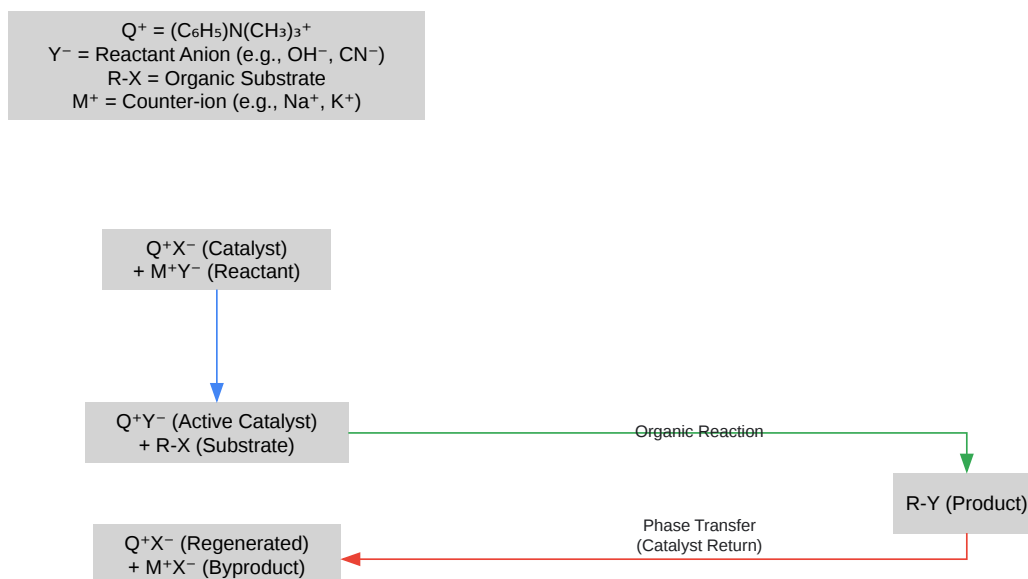 Q⁺ = (C₆H₅)N(CH₃)₃⁺
Y⁻ = Reactant Anion (e.g., OH⁻, CN⁻)
R-X = Organic Substrate
M⁺ = Counter-ion (e.g., Na⁺, K⁺)
Q⁺X⁻ (Catalyst)
+ M⁺Y⁻ (Reactant)
Q⁺Y⁻ (Active Catalyst)
+ R-X (Substrate)
Organic Reaction
R-Y (Product)
Phase Transfer
(Catalyst Return)
Q⁺X⁻ (Regenerated)
+ M⁺X⁻ (Byproduct)